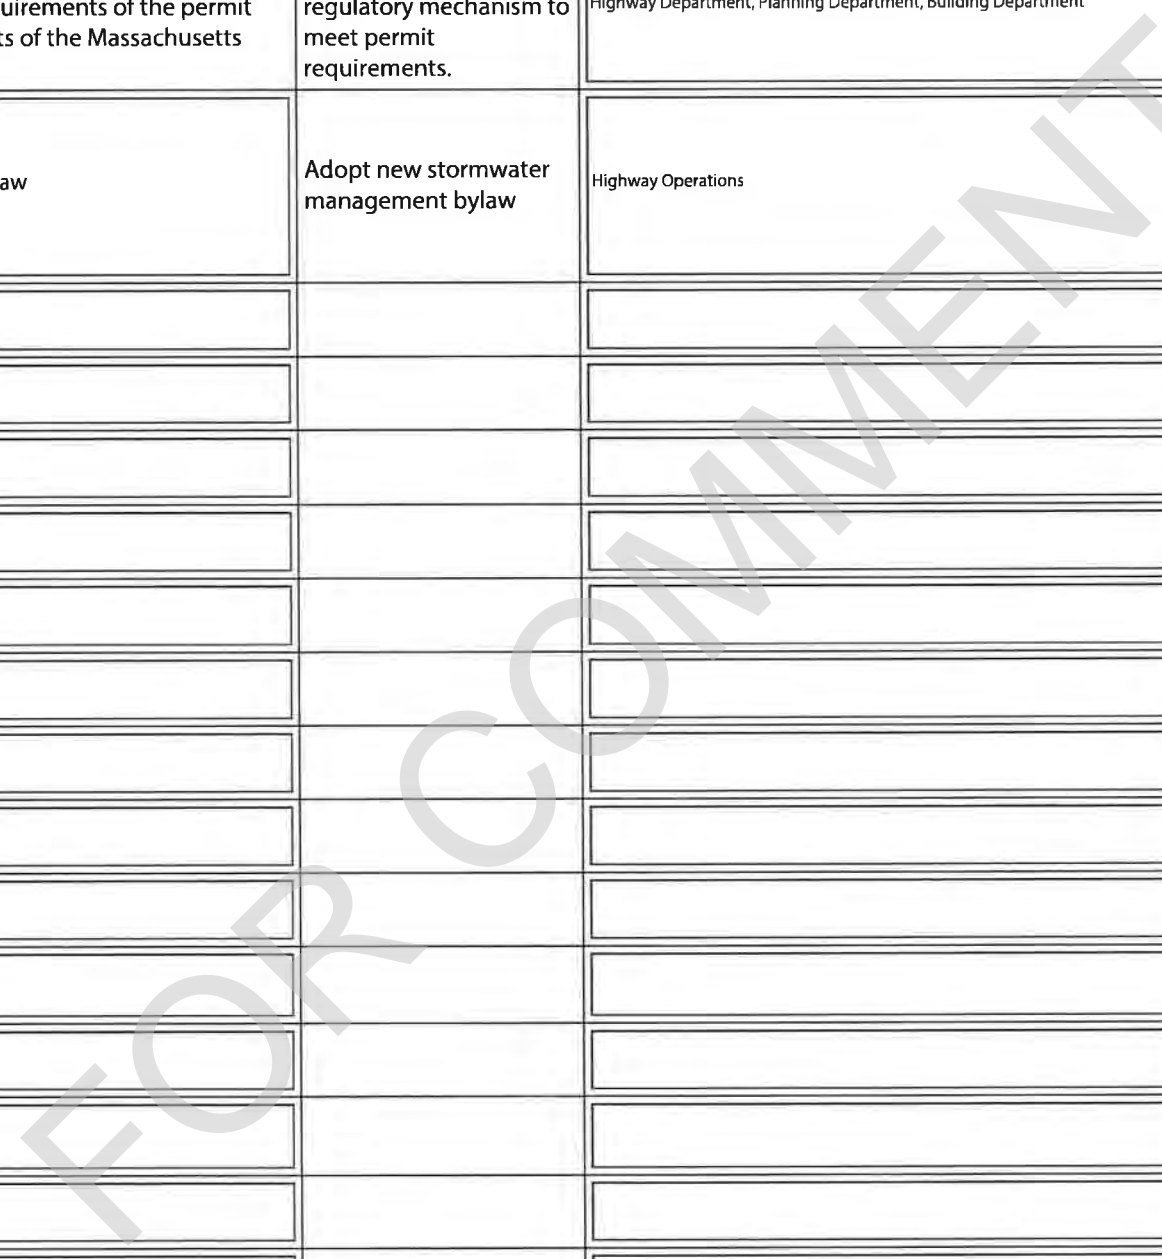 uirements of the permit
ts of the Massachusetts
regulatory mechanism to
meet permit
requirements.
Highway Department, Planning Department, Building Department
aw
Adopt new stormwater
management bylaw
Highway Operations
FOR COMMENT